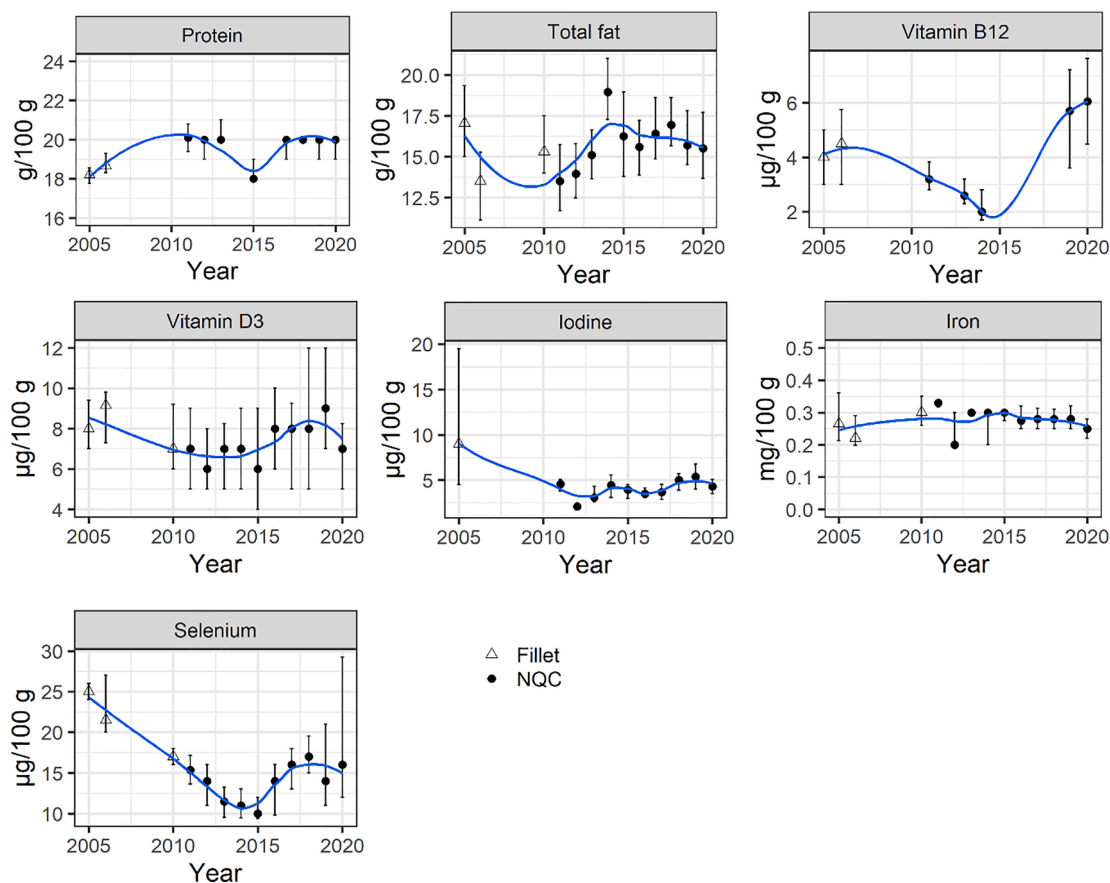 Protein
24
22
20
18
16
g/100 g
2005 2010 2015 2020
Year
Total fat
20.0
17.5
15.0
12.5
g/100 g
2005 2010 2015 2020
Year
Vitamin B12
6
4
2
µg/100 g
2005 2010 2015 2020
Year
Vitamin D3
12
10
8
6
4
µg/100 g
2005 2010 2015 2020
Year
Iodine
20
15
10
5
µg/100 g
2005 2010 2015 2020
Year
Iron
0.5
0.4
0.3
0.2
0.1
0.0
mg/100 g
2005 2010 2015 2020
Year
Selenium
30
25
20
15
10
µg/100 g
2005 2010 2015 2020
Year
Fillet
NQC